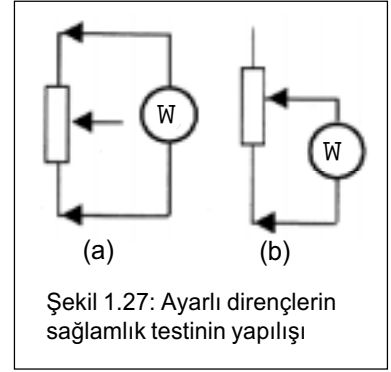 W
W
(a)
(b)
Şekil 1.27: Ayarlı dirençlerin
sağlamlık testinin yapılışı